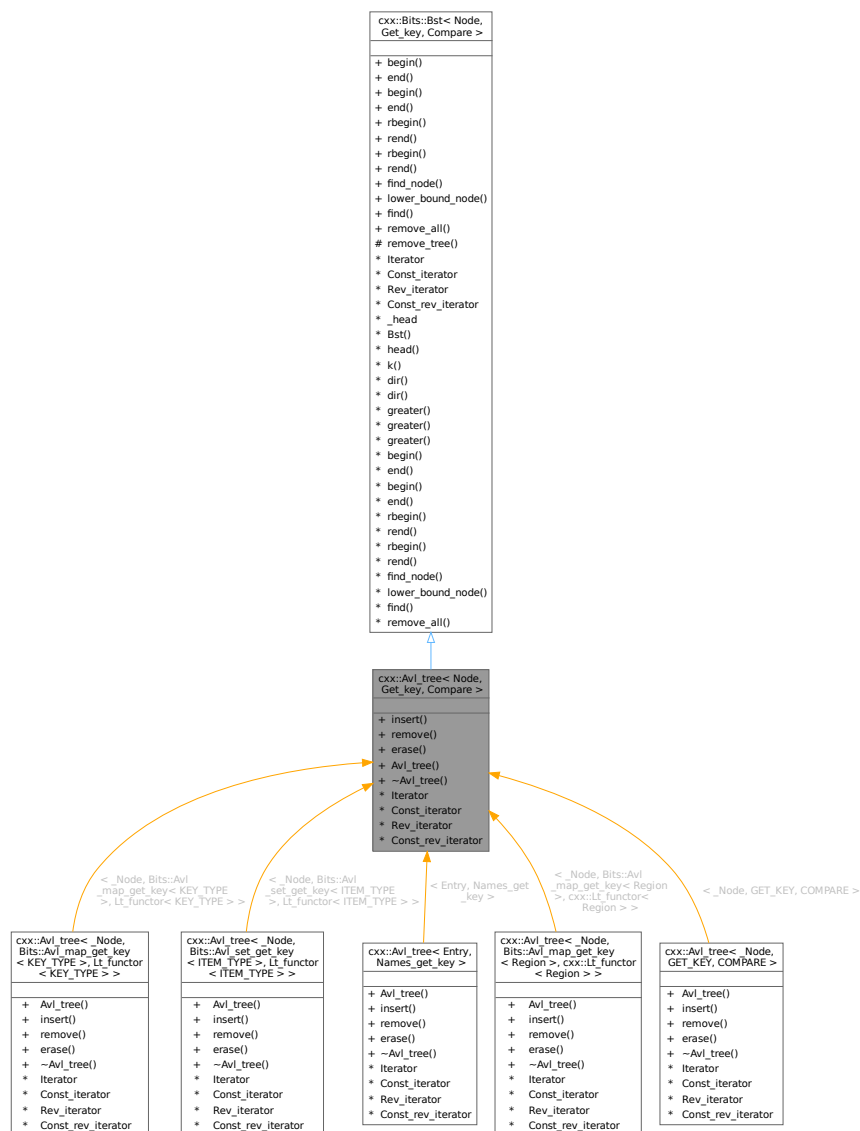 cxx::Bits::Bst< Node,
Get_key, Compare >
+ begin()
+ end()
+ begin()
+ end()
+ rbegin()
+ rend()
+ rbegin()
+ rend()
+ find_node()
+ lower_bound_node()
+ find()
+ remove_all()
# remove_tree()
* Iterator
* Const_iterator
* Rev_iterator
* Const_rev_iterator
* _head
* Bst()
* head()
* k()
* dir()
* dir()
* greater()
* greater()
* greater()
* begin()
* end()
* begin()
* end()
* rbegin()
* rend()
* rbegin()
* rend()
* find_node()
* lower_bound_node()
* find()
* remove_all()
cxx::Avl_tree< Node,
Get_key, Compare >
+ insert()
+ remove()
+ erase()
+ Avl_tree()
+ ~Avl_tree()
* Iterator
* Const_iterator
* Rev_iterator
* Const_rev_iterator
< _Node, Bits::Avl
_map_get_key< KEY_TYPE
>, Lt_functor< KEY_TYPE > >
< _Node, Bits::Avl
_set_get_key< ITEM_TYPE
>, Lt_functor< ITEM_TYPE > >
< Entry, Names_get
_key >
< _Node, Bits::Avl
_map_get_key< Region
>, cxx::Lt_functor<
Region > >
< _Node, GET_KEY, COMPARE >
cxx::Avl_tree< _Node,
Bits::Avl_map_get_key
< KEY_TYPE >, Lt_functor
< KEY_TYPE > >
+ Avl_tree()
+ insert()
+ remove()
+ erase()
+ ~Avl_tree()
* Iterator
* Const_iterator
* Rev_iterator
* Const_rev_iterator
cxx::Avl_tree< _Node,
Bits::Avl_set_get_key
< ITEM_TYPE >, Lt_functor
< ITEM_TYPE > >
+ Avl_tree()
+ insert()
+ remove()
+ erase()
+ ~Avl_tree()
* Iterator
* Const_iterator
* Rev_iterator
* Const_rev_iterator
cxx::Avl_tree< Entry,
Names_get_key >
+ Avl_tree()
+ insert()
+ remove()
+ erase()
+ ~Avl_tree()
* Iterator
* Const_iterator
* Rev_iterator
* Const_rev_iterator
cxx::Avl_tree< _Node,
Bits::Avl_map_get_key
< Region >, cxx::Lt_functor
< Region > >
+ Avl_tree()
+ insert()
+ remove()
+ erase()
+ ~Avl_tree()
* Iterator
* Const_iterator
* Rev_iterator
* Const_rev_iterator
cxx::Avl_tree< _Node,
GET_KEY, COMPARE >
+ Avl_tree()
+ insert()
+ remove()
+ erase()
+ ~Avl_tree()
* Iterator
* Const_iterator
* Rev_iterator
* Const_rev_iterator